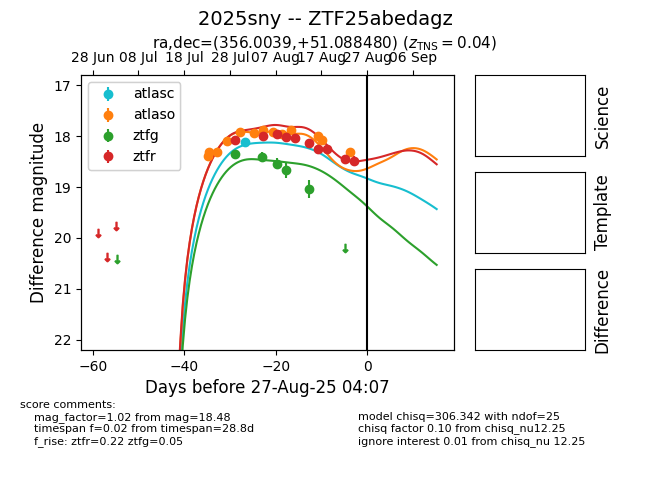 2025sny -- ZTF25abedagz
ra,dec=(356.0039,+51.088480) (z_TNS = 0.04)
28 Jun 08 Jul 18 Jul 28 Jul 07 Aug 17 Aug 27 Aug 06 Sep
17
18
19
20
21
22
Difference magnitude
atlasc
atlaso
ztfg
ztfr
−60 −40 −20 0
Days before 27-Aug-25 04:07
Science
Template
Difference
score comments:
mag_factor=1.02 from mag=18.48
timespan f=0.02 from timespan=28.8d
f_rise: ztfr=0.22 ztfg=0.05
model chisq=306.342 with ndof=25
chisq factor 0.10 from chisq_nu12.25
ignore interest 0.01 from chisq_nu 12.25